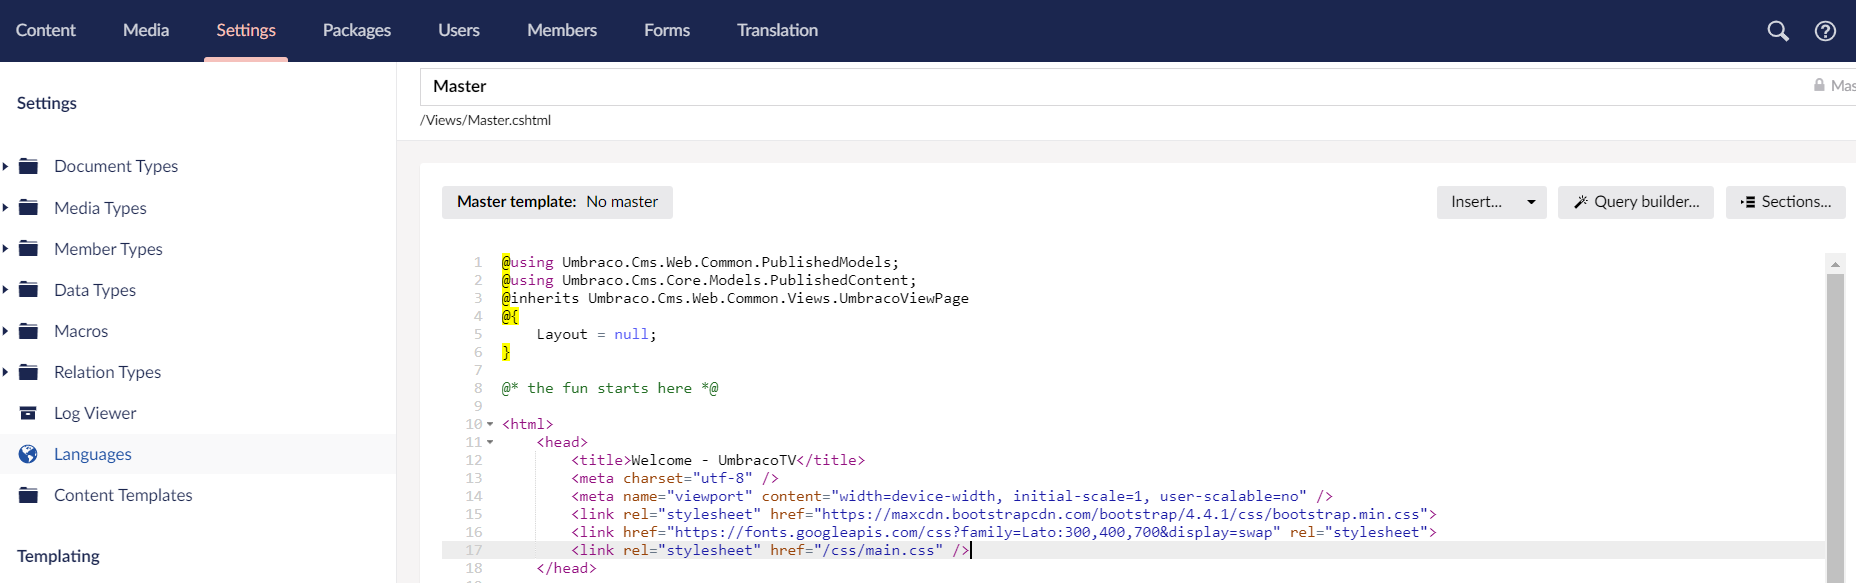 Content Media Settings Packages Users Members Forms Translation
Settings
Document Types
Media Types
Member Types
Data Types
Macros
Relation Types
Log Viewer
Languages
Content Templates
Templating
Master
/Views/Master.cshtml
Master template: No master
Insert... Query builder... Sections...
1 @using Umbraco.Cms.Web.Common.PublishedModels;
2 @using Umbraco.Cms.Core.Models.PublishedContent;
3 @inherits Umbraco.Cms.Web.Common.Views.UmbracoViewPage
4 @{
5 Layout = null;
6 }
7
8 @* the fun starts here *@
9
10 <html>
11 <head>
12 <title>Welcome - UmbracoTV</title>
13 <meta charset="utf-8" />
14 <meta name="viewport" content="width=device-width, initial-scale=1, user-scalable=no" />
15 <link rel="stylesheet" href="https://maxcdn.bootstrapcdn.com/bootstrap/4.4.1/css/bootstrap.min.css">
16 <link href="https://fonts.googleapis.com/css?family=Lato:300,400,700&display=swap" rel="stylesheet">
17 <link rel="stylesheet" href="/css/main.css" />
18 </head>